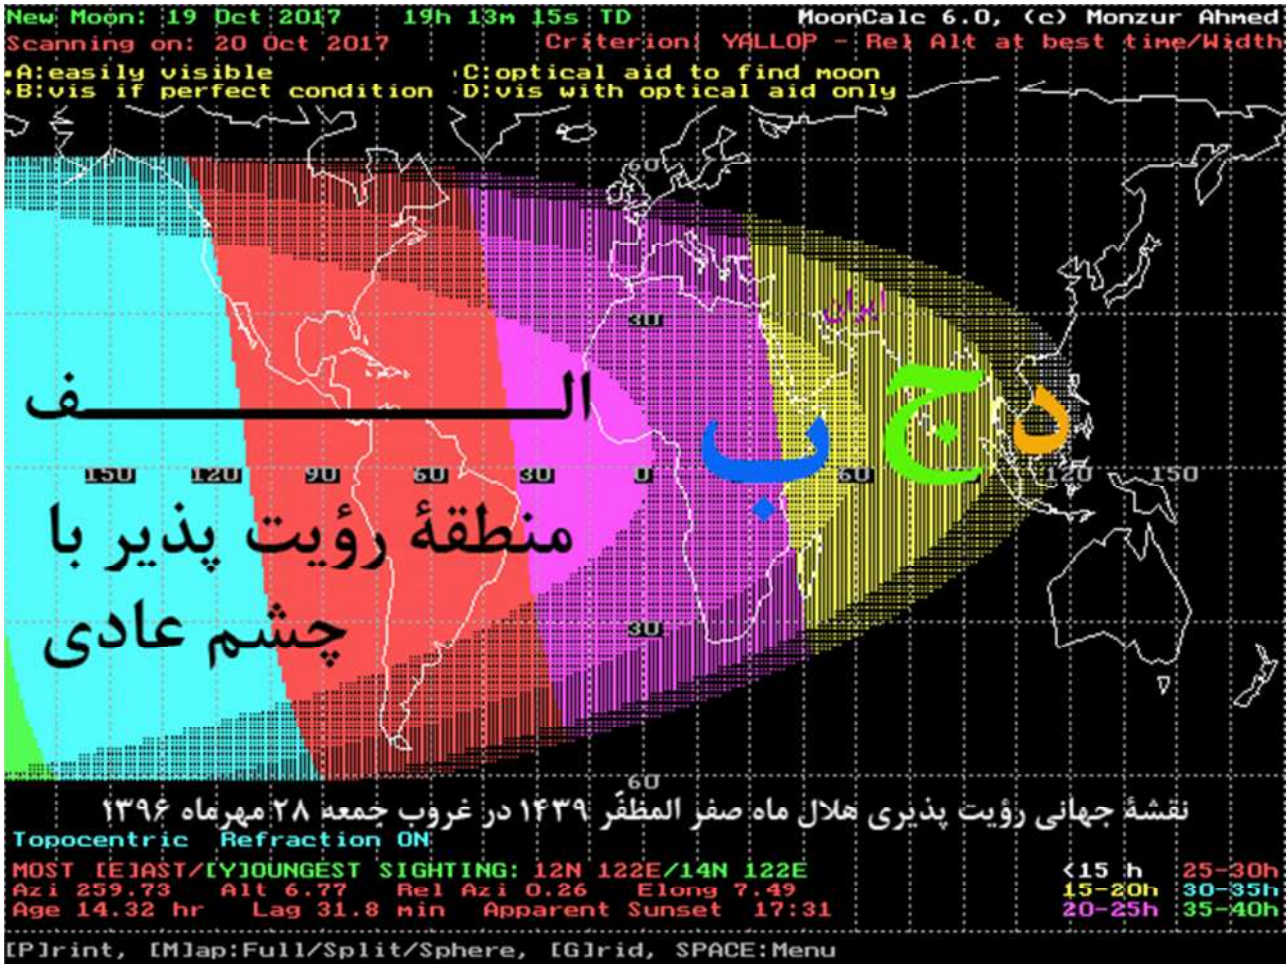 New Moon: 19 Oct 2017 19h 13m 15s TD MoonCalc 6.0, (c) Monzur Ahmed
Scanning on: 20 Oct 2017 Criterion: YALLOP - Rel Alt at best time/Width
A:easily visible C:optical aid to find moon
B:vis if perfect condition D:vis with optical aid only
60
ایران
30
الــف ب ج د
150 120 90 60 30 0 60 120 150
منطقهٔ رؤیت پذیر با
چشم عادی
30
60
نقشهٔ جهانی رؤیت پذیری هلال ماه صفر المظفّر ۱۴۳۹ در غروب جمعه ۲۸ مهرماه ۱۳۹۶
Topocentric Refraction ON
MOST [E]AST/[Y]OUNGEST SIGHTING: 12N 122E/14N 122E <15 h 25-30h
Azi 259.73 Alt 6.77 Rel Azi 0.26 Elong 7.49 15-20h 30-35h
Age 14.32 hr Lag 31.8 min Apparent Sunset 17:31 20-25h 35-40h
[P]rint, [M]ap:Full/Split/Sphere, [G]rid, SPACE:Menu